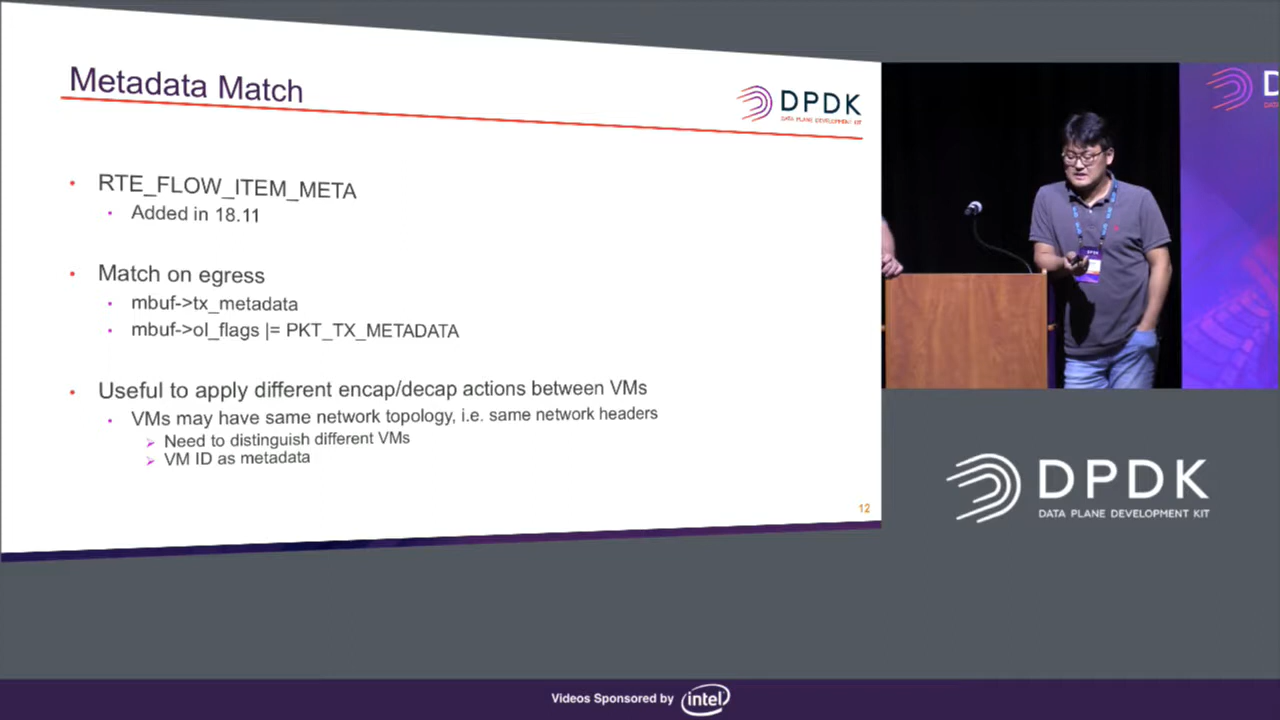 Metadata Match
DPDK
DATA PLANE DEVELOPMENT KIT
• RTE_FLOW_ITEM_META
• Added in 18.11
• Match on egress
• mbuf->tx_metadata
• mbuf->ol_flags |= PKT_TX_METADATA
• Useful to apply different encap/decap actions between VMs
• VMs may have same network topology, i.e. same network headers
➢ Need to distinguish different VMs
➢ VM ID as metadata
12
D
DPDK
DPDK
DATA PLANE DEVELOPMENT KIT
Videos Sponsored by intel